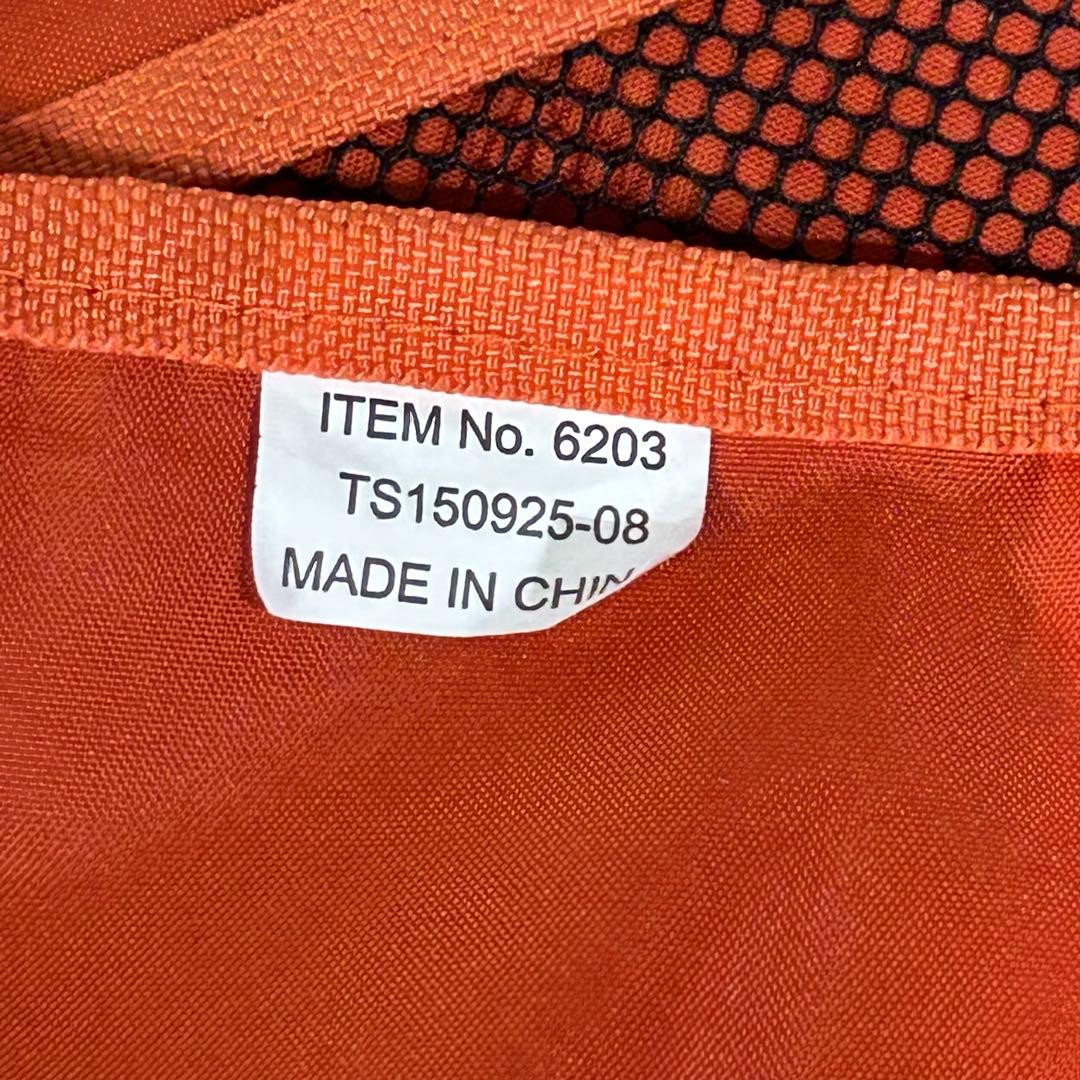 ITEM No. 6203
TS150925-08
MADE IN CHIN